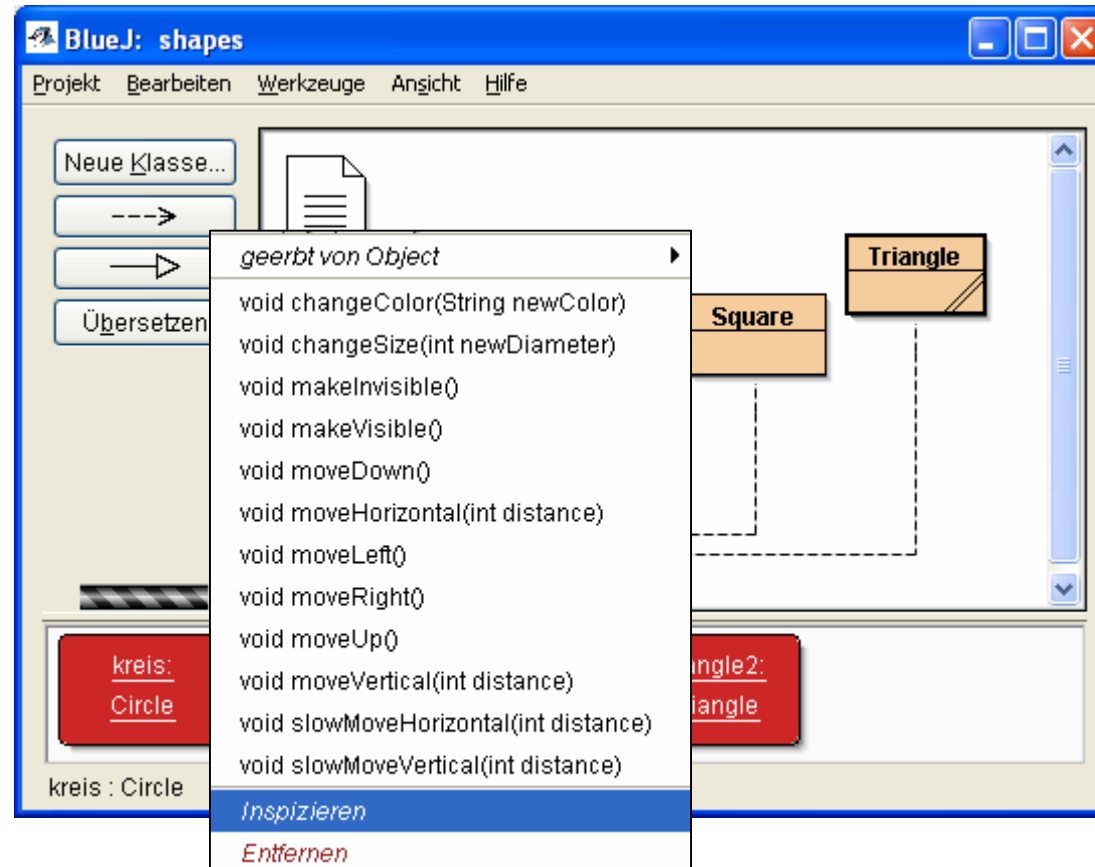 BlueJ: shapes
Projekt Bearbeiten Werkzeuge Ansicht Hilfe
Neue Klasse...
Übersetzen
Triangle
Square
geerbt von Object
void changeColor(String newColor)
void changeSize(int newDiameter)
void makeInvisible()
void makeVisible()
void moveDown()
void moveHorizontal(int distance)
void moveLeft()
void moveRight()
void moveUp()
void moveVertical(int distance)
void slowMoveHorizontal(int distance)
void slowMoveVertical(int distance)
Inspizieren
Entfernen
kreis:
Circle
angle2:
iangle
kreis : Circle